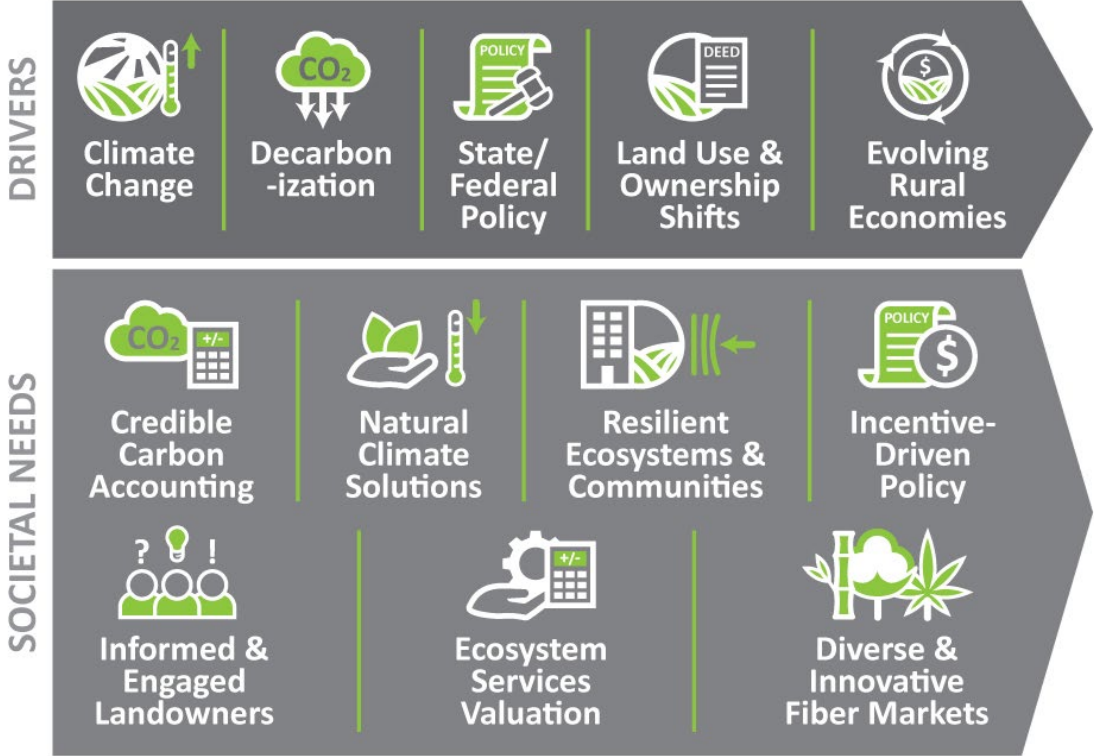 DRIVERS
CO2
POLICY
DEED
$
Climate
Change
Decarbon
-ization
State/
Federal
Policy
Land Use &
Ownership
Shifts
Evolving
Rural
Economies
SOCIETAL NEEDS
CO2
+/-
POLICY
$
Credible
Carbon
Accounting
Natural
Climate
Solutions
Resilient
Ecosystems &
Communities
Incentive-
Driven
Policy
? !
+/-
Informed &
Engaged
Landowners
Ecosystem
Services
Valuation
Diverse &
Innovative
Fiber Markets